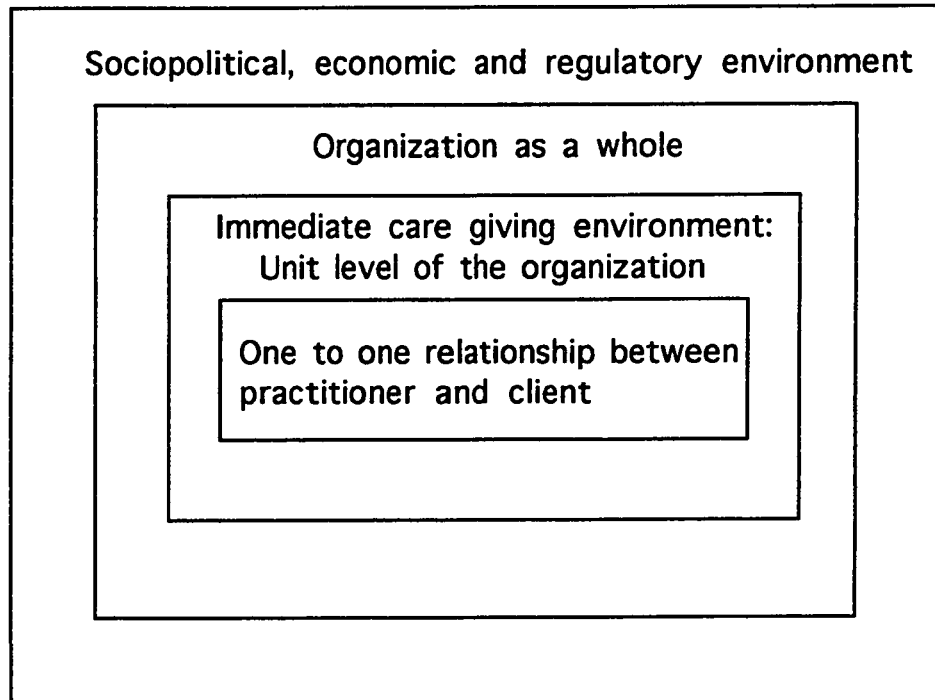 Sociopolitical, economic and regulatory environment
Organization as a whole
Immediate care giving environment:
Unit level of the organization
One to one relationship between
practitioner and client